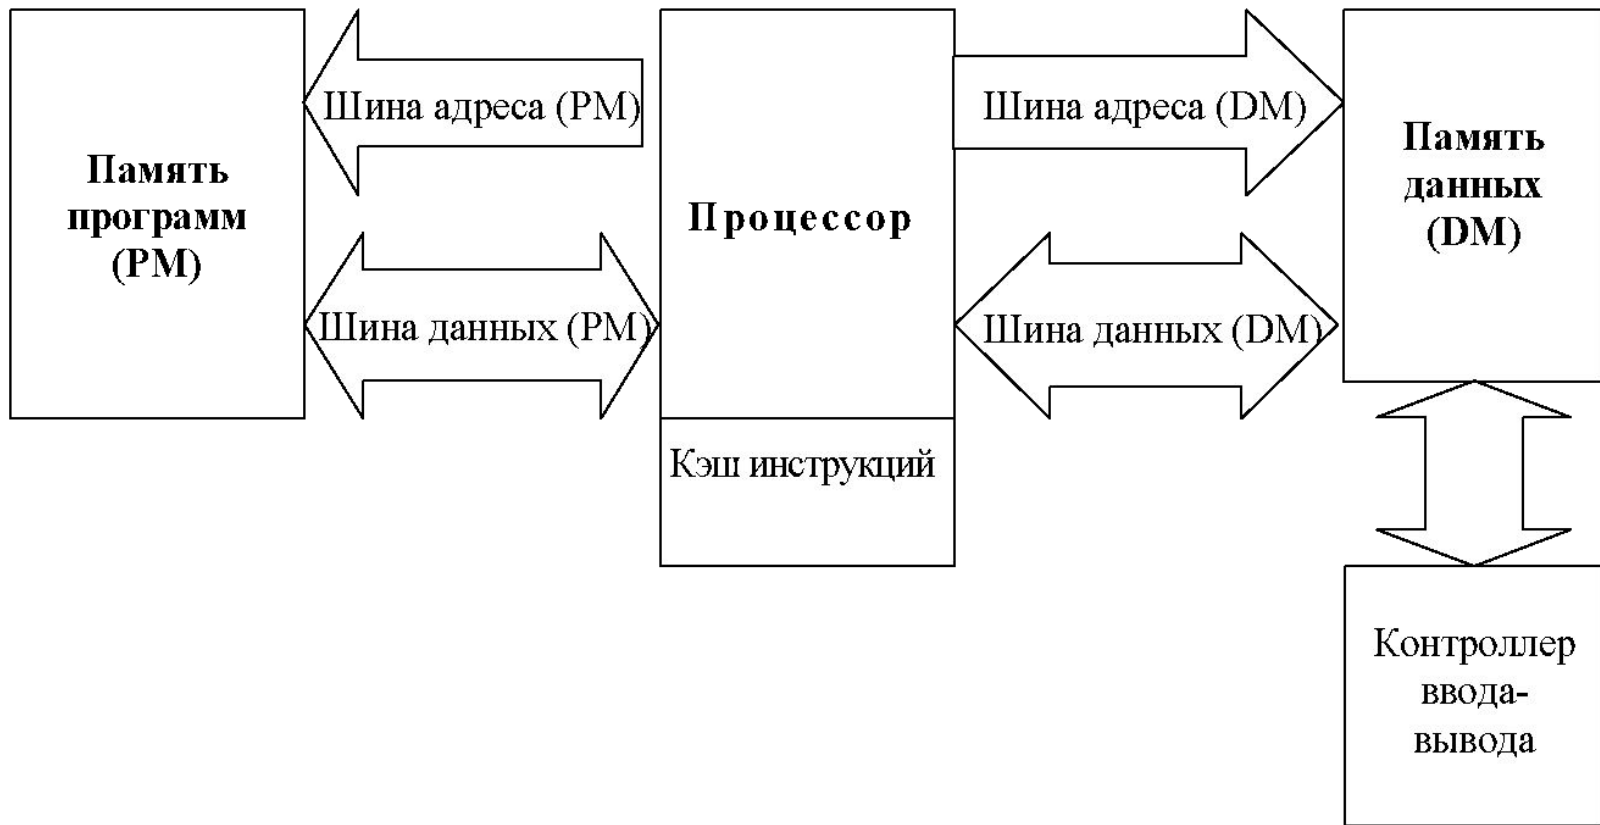 Память
программ
(PM)
Шина адреса (PM)
Шина данных (PM)
Процессор
Кэш инструкций
Шина адреса (DM)
Шина данных (DM)
Память
данных
(DM)
Контроллер
ввода-
вывода